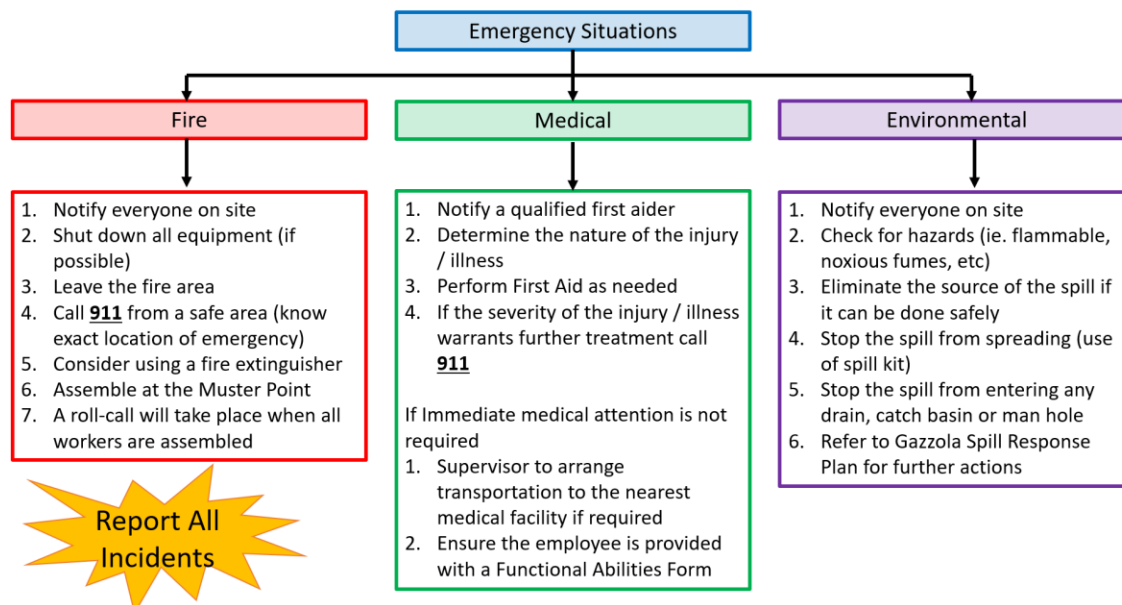 Emergency Situations
Fire
Medical
Environmental
1. Notify everyone on site
2. Shut down all equipment (if
possible)
3. Leave the fire area
4. Call 911 from a safe area (know
exact location of emergency)
5. Consider using a fire extinguisher
6. Assemble at the Muster Point
7. A roll-call will take place when all
workers are assembled
1. Notify a qualified first aider
2. Determine the nature of the injury
/ illness
3. Perform First Aid as needed
4. If the severity of the injury / illness
warrants further treatment call
911
If Immediate medical attention is not
required
1. Supervisor to arrange
transportation to the nearest
medical facility if required
2. Ensure the employee is provided
with a Functional Abilities Form
1. Notify everyone on site
2. Check for hazards (ie. flammable,
noxious fumes, etc)
3. Eliminate the source of the spill if
it can be done safely
4. Stop the spill from spreading (use
of spill kit)
5. Stop the spill from entering any
drain, catch basin or man hole
6. Refer to Gazzola Spill Response
Plan for further actions
Report All
Incidents